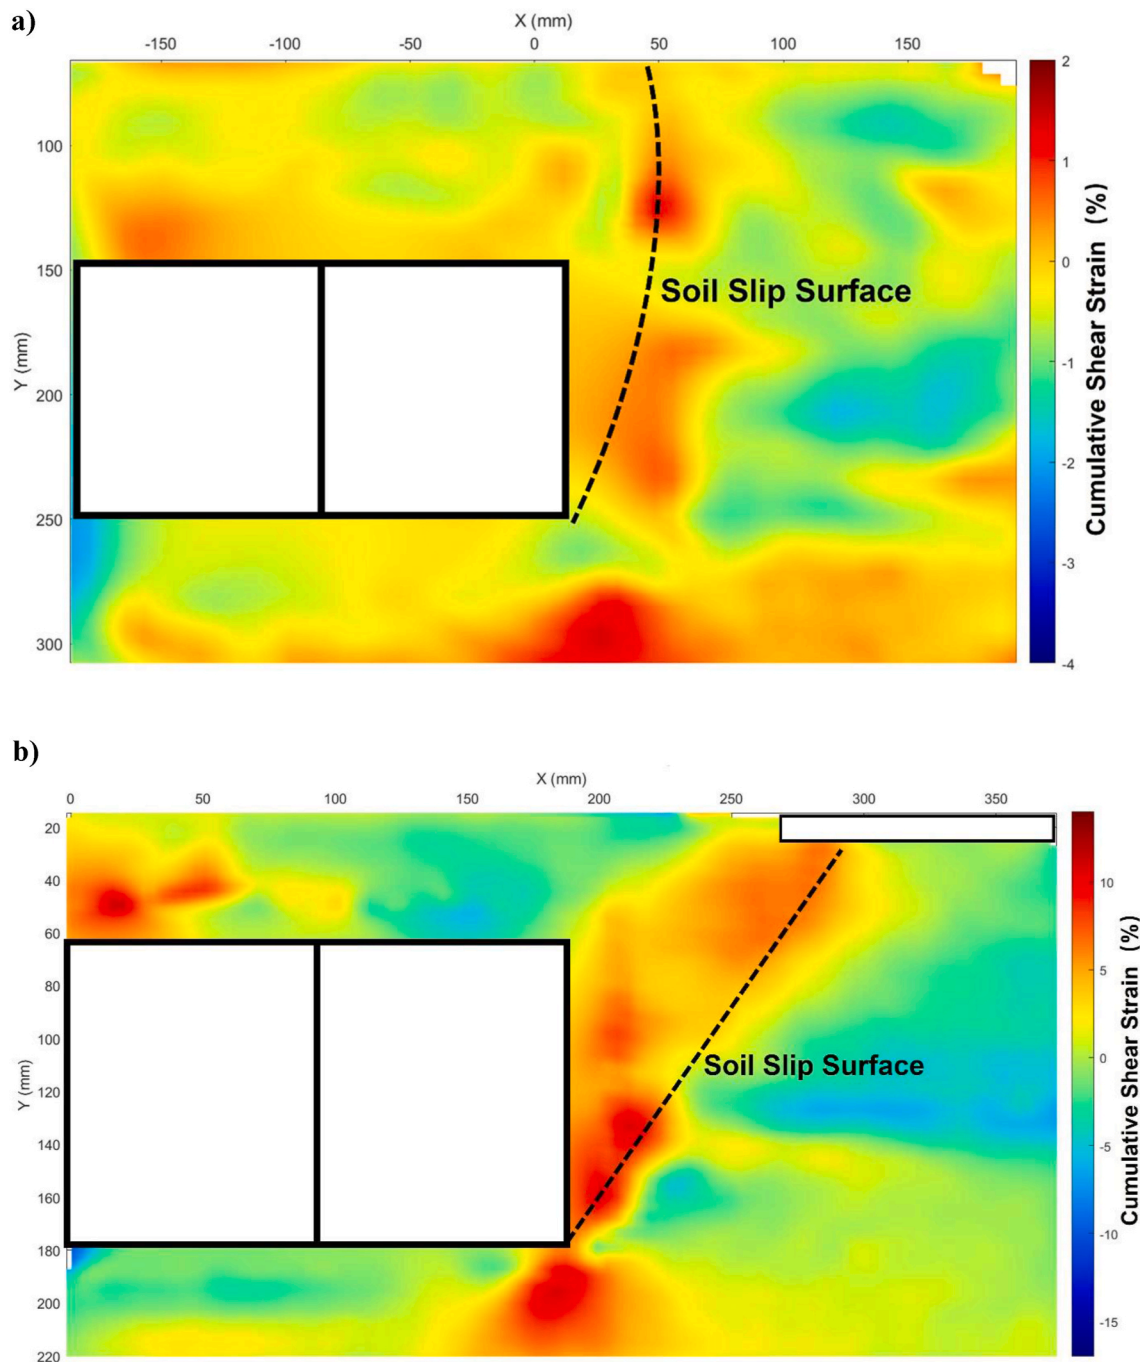 a)
X (mm)
-150 -100 -50 0 50 100 150
100
150
200
250
300
Y (mm)
Soil Slip Surface
2
1
0
-1
-2
-3
-4
Cumulative Shear Strain (%)
b)
X (mm)
0 50 100 150 200 250 300 350
20
40
60
80
100
120
140
160
180
200
220
Y (mm)
Soil Slip Surface
10
5
0
-5
-10
-15
Cumulative Shear Strain (%)